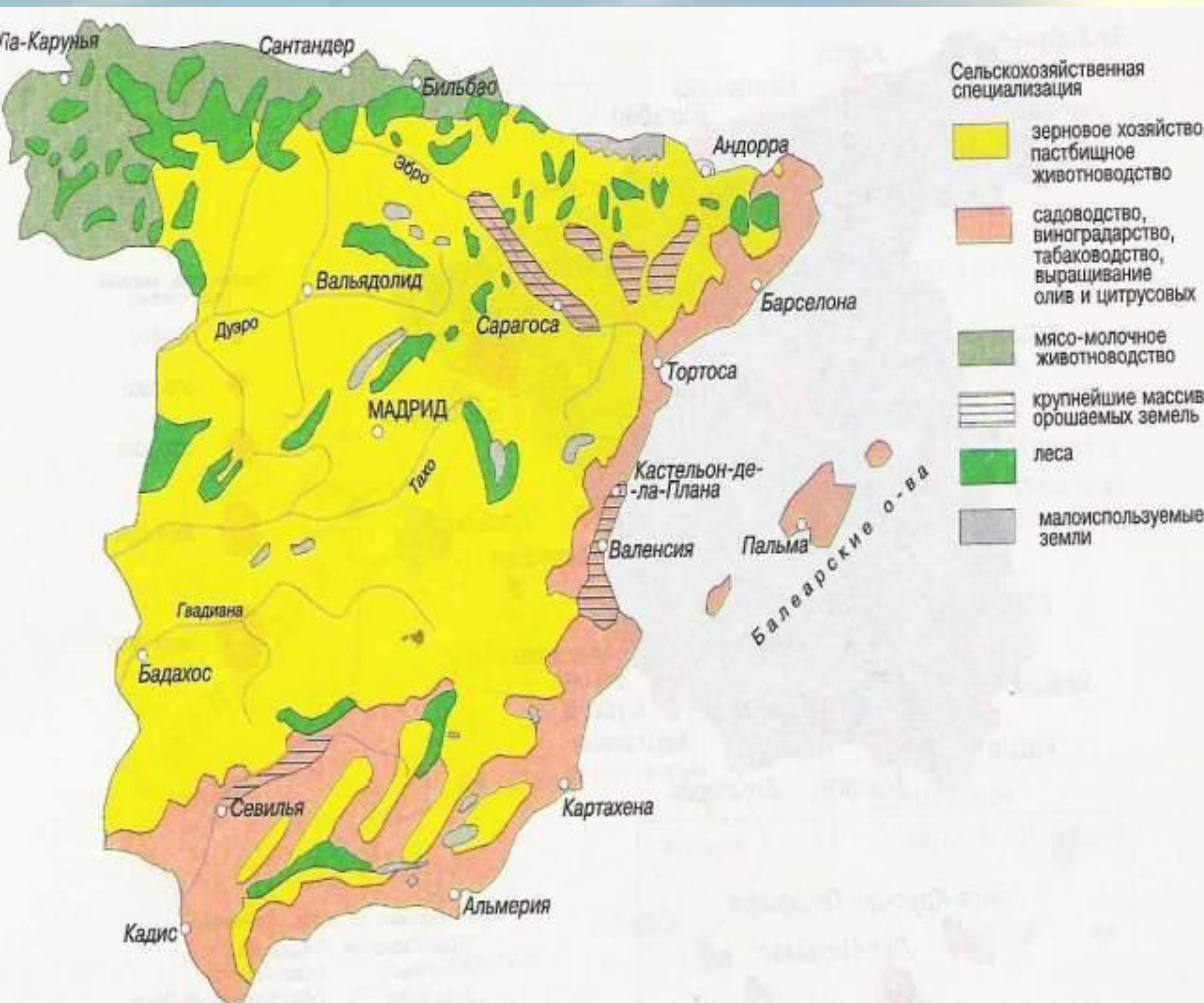 Ла-Карунья
Сантандер
Бильбао
Андорра
Эбро
Вальядолид
Барселона
Сарагоса
Дуэро
Тортоса
МАДРИД
Тахо
Кастельон-де-
-ла-Плана
Валенсия
Пальма
Балеарские о-ва
Гвадиана
Бадахос
Севилья
Картахена
Альмерия
Кадис
Сельскохозяйственная
специализация
зерновое хозяйство
пастбищное
животноводство
садоводство,
виноградарство,
табаководство,
выращивание
олив и цитрусовых
мясо-молочное
животноводство
крупнейшие массив
орошаемых земель
леса
малоиспользуемые
земли